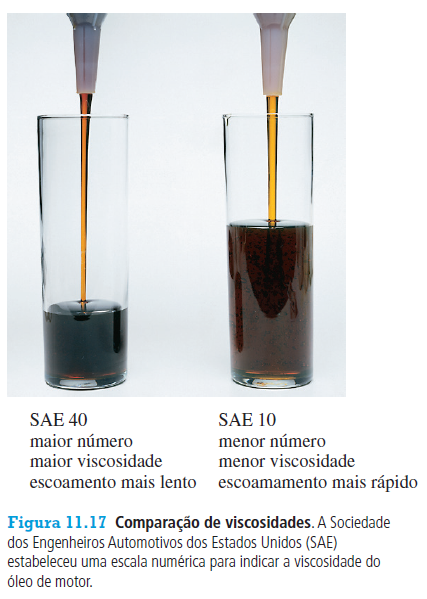 SAE 40
maior número
maior viscosidade
escoamento mais lento
SAE 10
menor número
menor viscosidade
escoamamento mais rápido
Figura 11.17 Comparação de viscosidades. A Sociedade
dos Engenheiros Automotivos dos Estados Unidos (SAE)
estabeleceu uma escala numérica para indicar a viscosidade do
óleo de motor.